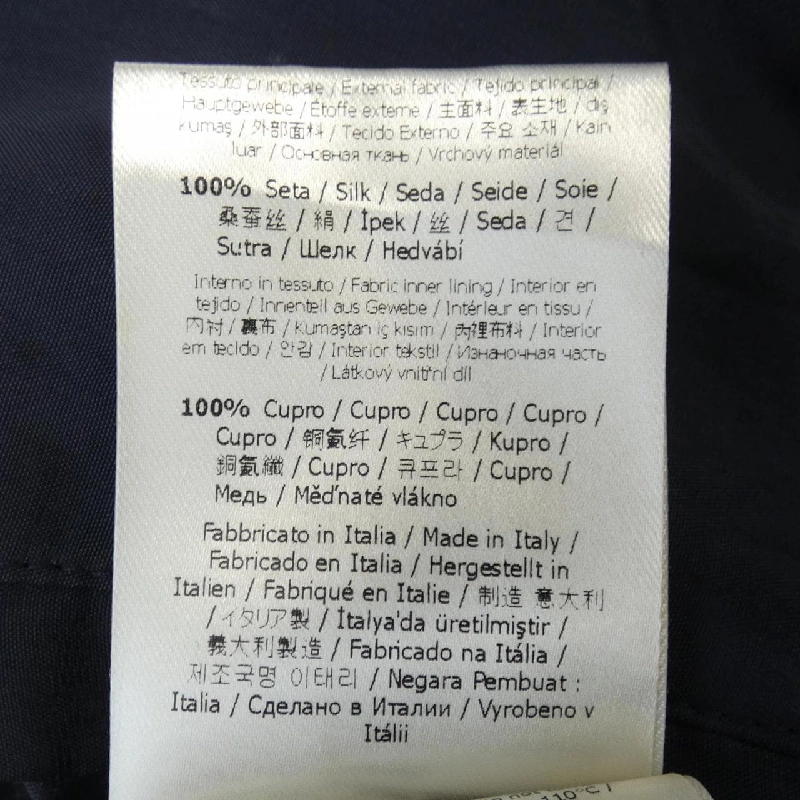 Tessuto principale / External fabric / Tejido principal /
Hauptgewebe / Étoffe externe / 主面料 / 表生地 / dış
kumaş / 外部面料 / Tecido Externo / 주요 소재 / Kain
luar / Основная ткань / Vrchový materiál
100% Seta / Silk / Seda / Seide / Soie /
桑蚕丝 / 絹 / İpek / 丝 / Seda / 견 /
Sutra / Шелк / Hedvábí
Interno in tessuto / Fabric inner lining / Interior en
tejido / Innenteil aus Gewebe / Intérieur en tissu /
内衬 / 裏布 / Kumaştan iç kısım / 內裡布料 / Interior
em tecido / 안감 / Interior tekstil / Изнаночная часть
/ Látkový vnitřní díl
100% Cupro / Cupro / Cupro / Cupro /
Cupro / 铜氨纤 / キュプラ / Kupro /
銅氨纖 / Cupro / 큐프라 / Cupro /
Медь / Měďnaté vlákno
Fabbricato in Italia / Made in Italy /
Fabricado en Italia / Hergestellt in
Italien / Fabriqué en Italie / 制造 意大利
/ イタリア製 / İtalya'da üretilmiştir /
義大利製造 / Fabricado na Itália /
제조국명 이태리 / Negara Pembuat :
Italia / Сделано в Италии / Vyrobeno v
Itálii
110°C /